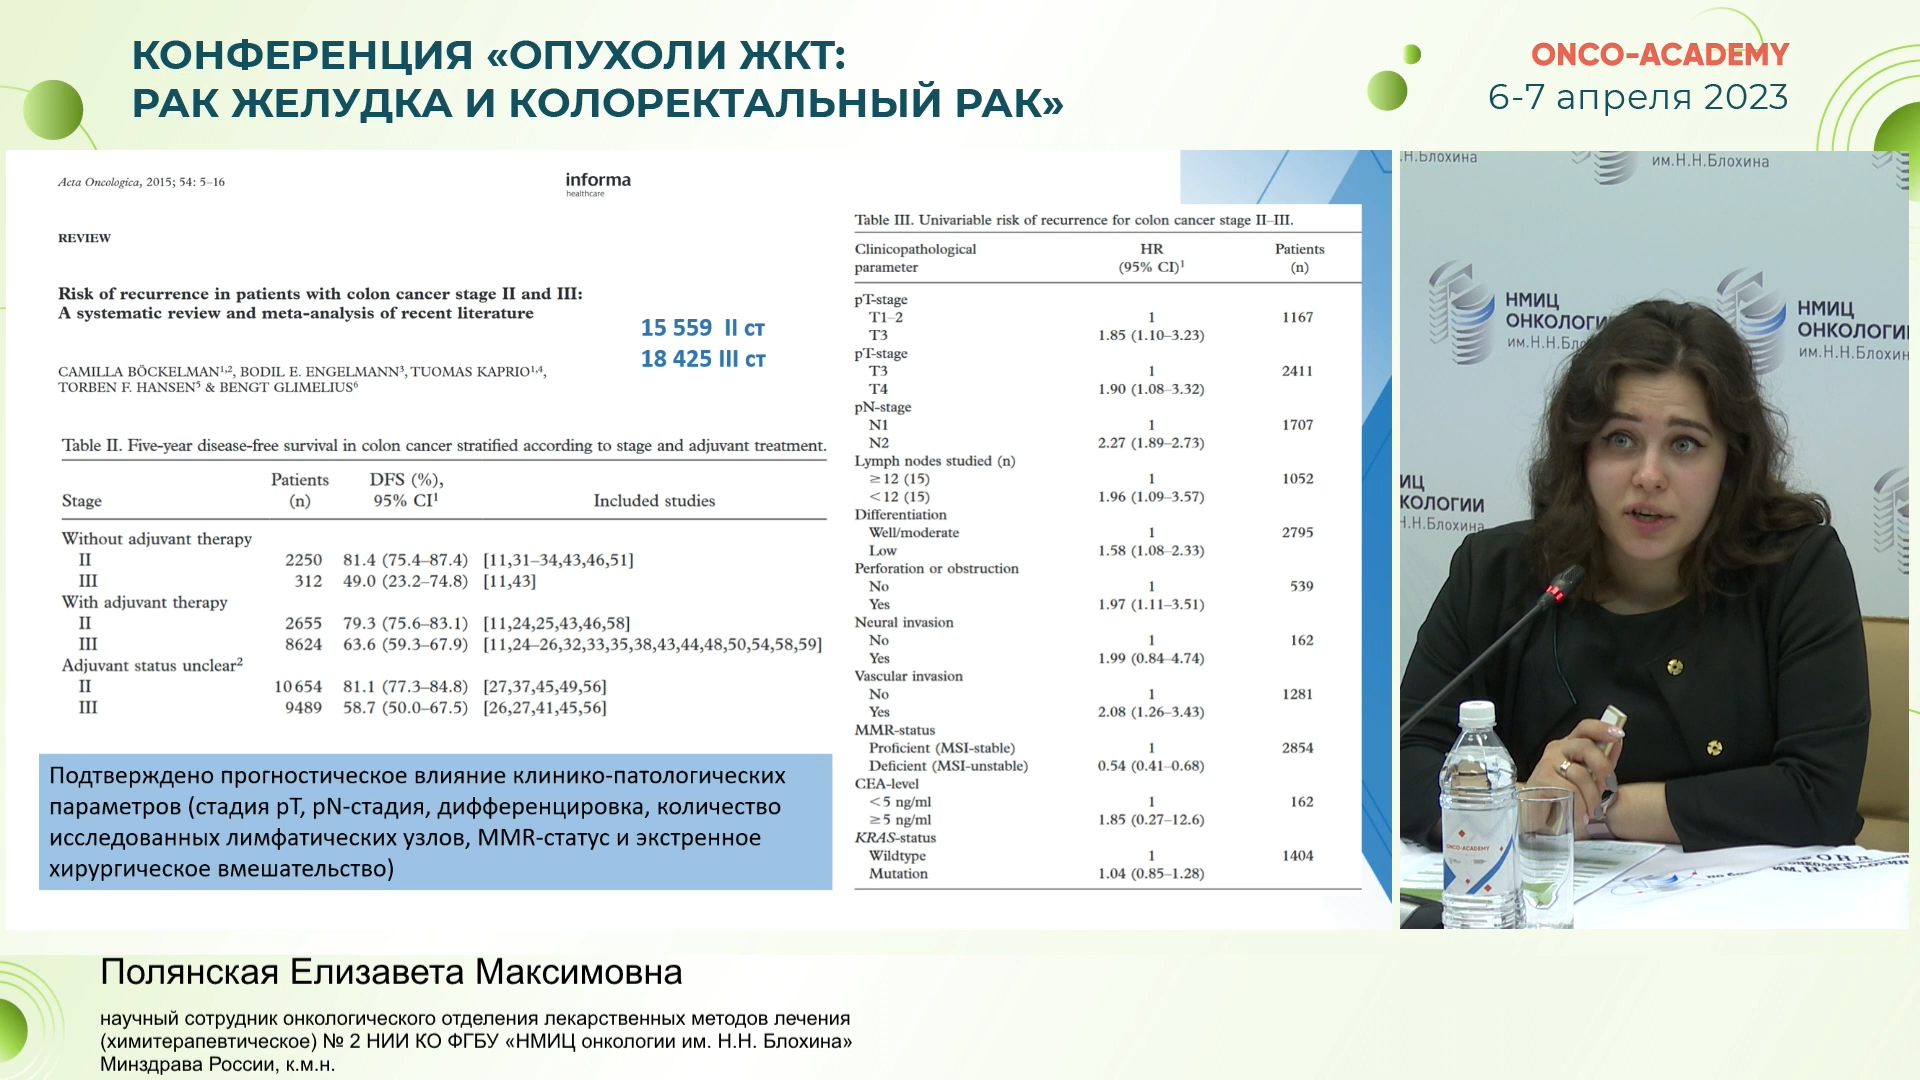 КОНФЕРЕНЦИЯ «ОПУХОЛИ ЖКТ:
РАК ЖЕЛУДКА И КОЛОРЕКТАЛЬНЫЙ РАК»
ONCO-ACADEMY
6-7 апреля 2023
Acta Oncologica, 2015; 54: 5–16
informa
healthcare
REVIEW
Risk of recurrence in patients with colon cancer stage II and III:
A systematic review and meta-analysis of recent literature
15 559 II ст
18 425 III ст
CAMILLA BÖCKELMAN1,2, BODIL E. ENGELMANN3, TUOMAS KAPRIO1,4,
TORBEN F. HANSEN5 & BENGT GLIMELIUS6
Table II. Five-year disease-free survival in colon cancer stratified according to stage and adjuvant treatment.
Stage Patients (n) DFS (%), 95% CI1 Included studies
Without adjuvant therapy
II 2250 81.4 (75.4–87.4) [11,31–34,43,46,51]
III 312 49.0 (23.2–74.8) [11,43]
With adjuvant therapy
II 2655 79.3 (75.6–83.1) [11,24,25,43,46,58]
III 8624 63.6 (59.3–67.9) [11,24–26,32,33,35,38,43,44,48,50,54,58,59]
Adjuvant status unclear2
II 10 654 81.1 (77.3–84.8) [27,37,45,49,56]
III 9489 58.7 (50.0–67.5) [26,27,41,45,56]
Подтверждено прогностическое влияние клинико-патологических
параметров (стадия pT, pN-стадия, дифференцировка, количество
исследованных лимфатических узлов, MMR-статус и экстренное
хирургическое вмешательство)
Table III. Univariable risk of recurrence for colon cancer stage II–III.
Clinicopathological HR Patients
parameter (95% CI)1 (n)
pT-stage
T1–2 1 1167
T3 1.85 (1.10–3.23)
pT-stage
T3 1 2411
T4 1.90 (1.08–3.32)
pN-stage
N1 1 1707
N2 2.27 (1.89–2.73)
Lymph nodes studied (n)
≥12 (15) 1 1052
<12 (15) 1.96 (1.09–3.57)
Differentiation
Well/moderate 1 2795
Low 1.58 (1.08–2.33)
Perforation or obstruction
No 1 539
Yes 1.97 (1.11–3.51)
Neural invasion
No 1 162
Yes 1.99 (0.84–4.74)
Vascular invasion
No 1 1281
Yes 2.08 (1.26–3.43)
MMR-status
Proficient (MSI-stable) 1 2854
Deficient (MSI-unstable) 0.54 (0.41–0.68)
CEA-level
<5 ng/ml 1 162
≥5 ng/ml 1.85 (0.27–12.6)
KRAS-status
Wildtype 1 1404
Mutation 1.04 (0.85–1.28)
.Н.Блохина
им.Н.Н.Блохина
НМИЦ
ОНКОЛОГИ
им.Н.Н.Бло
НМИЦ
ОНКОЛОГИИ
им.Н.Н.Блохин
ИЦ
КОЛОГИИ
Н.Н.Блохина
ONCO-ACADEMY
им. Н.Н.Блохин
Полянская Елизавета Максимовна
научный сотрудник онкологического отделения лекарственных методов лечения
(химитерапевтическое) № 2 НИИ КО ФГБУ «НМИЦ онкологии им. Н.Н. Блохина»
Минздрава России, к.м.н.